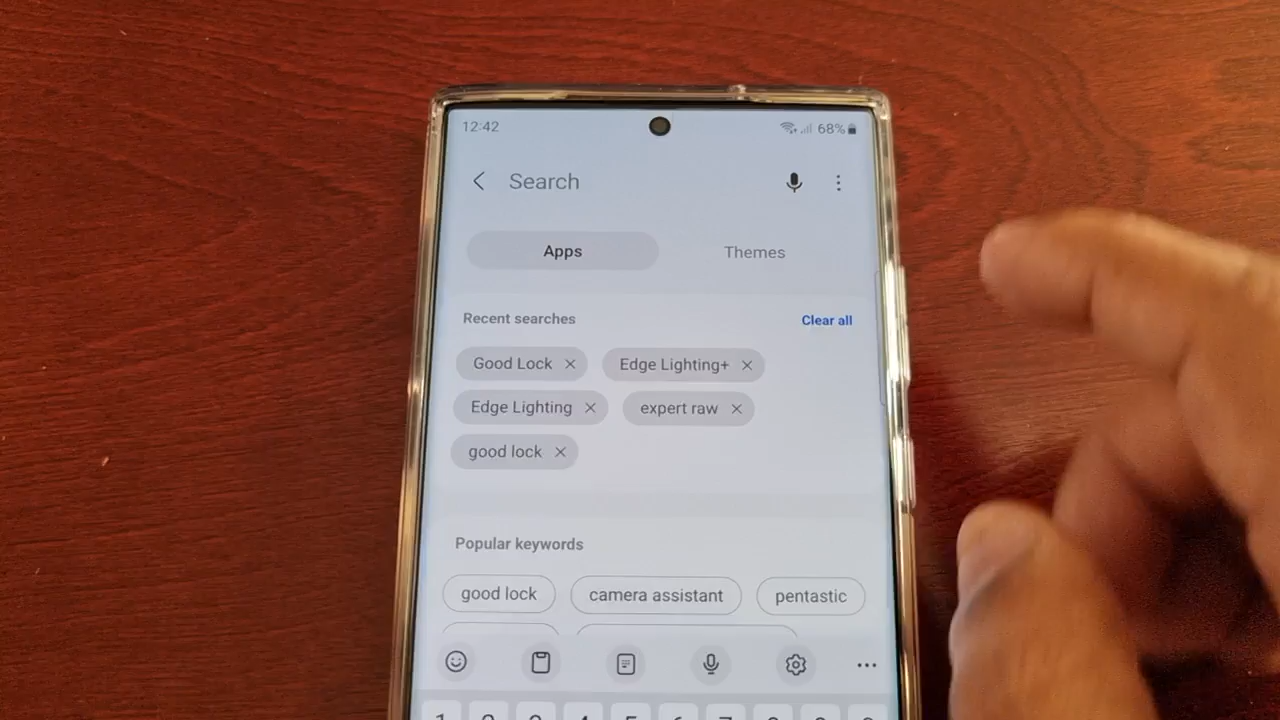 12:42 68%
Search
Apps Themes
Recent searches Clear all
Good Lock Edge Lighting+
Edge Lighting expert raw
good lock
Popular keywords
good lock camera assistant pentastic